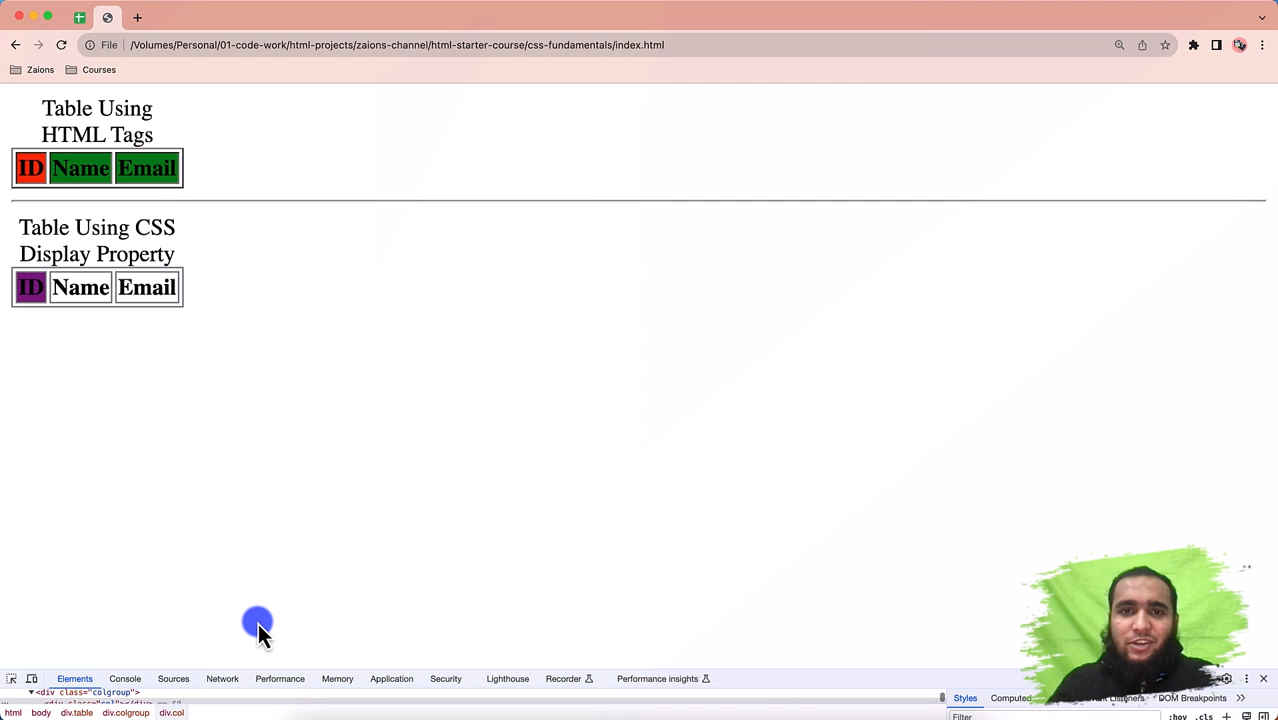 File /Volumes/Personal/01-code-work/html-projects/zaions-channel/html-starter-course/css-fundamentals/index.html
Zaions Courses
Table Using
HTML Tags
ID Name Email
Table Using CSS
Display Property
ID Name Email
Elements Console Sources Network Performance Memory Application Security Lighthouse Recorder Performance insights
▼<div class="colgroup">
Styles Computed Listeners DOM Breakpoints
html body div.table div.colgroup div.col
Filter :hov .cls